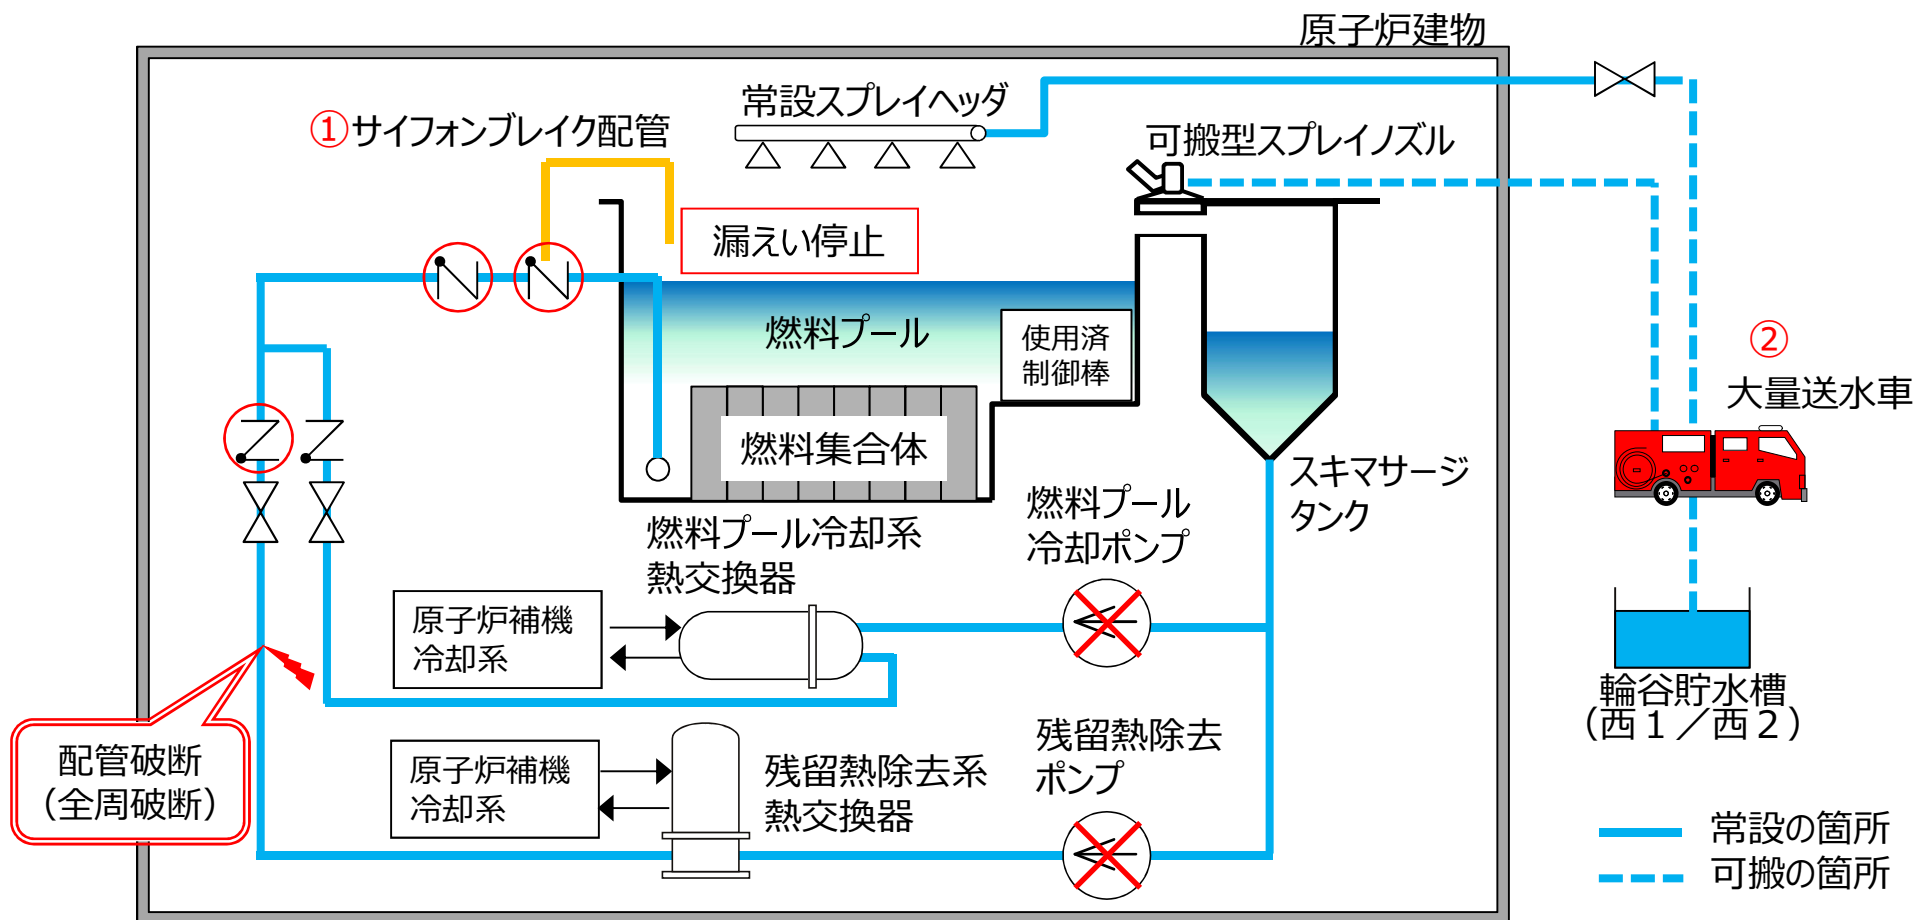 原子炉建物
常設スプレイヘッダ
①サイフォンブレイク配管
可搬型スプレイノズル
漏えい停止
燃料プール
使用済
制御棒
②
大量送水車
燃料集合体
スキマサージ
タンク
燃料プール
冷却ポンプ
燃料プール冷却系
熱交換器
原子炉補機
冷却系
輪谷貯水槽
（西１／西２）
残留熱除去
ポンプ
配管破断
（全周破断）
原子炉補機
冷却系
残留熱除去系
熱交換器
常設の箇所
可搬の箇所